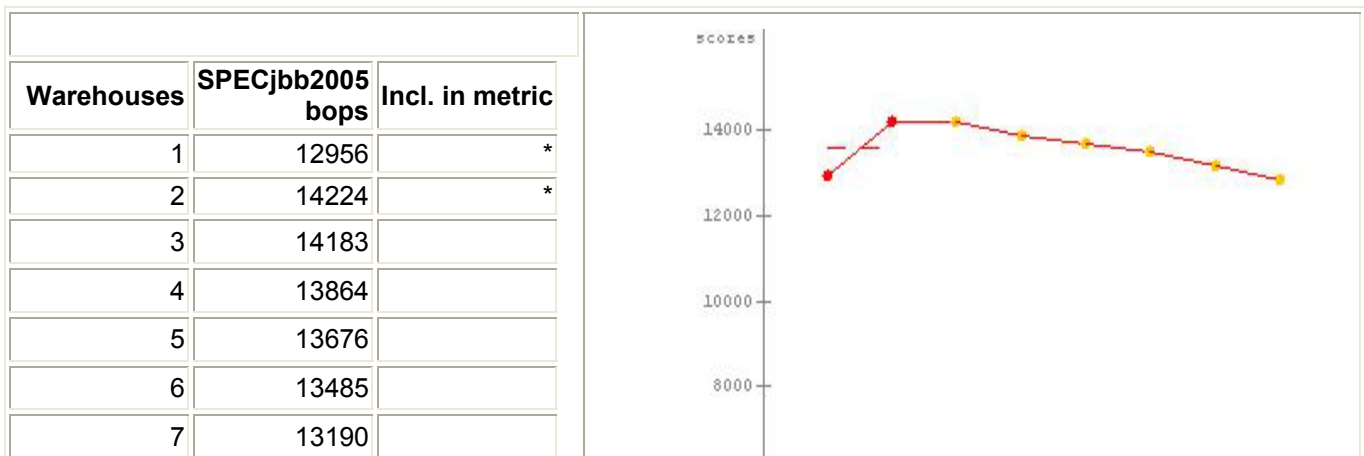 Warehouses SPECjbb2005 bops Incl. in metric
1 12956 *
2 14224 *
3 14183
4 13864
5 13676
6 13485
7 13190
scores
14000
12000
10000
8000